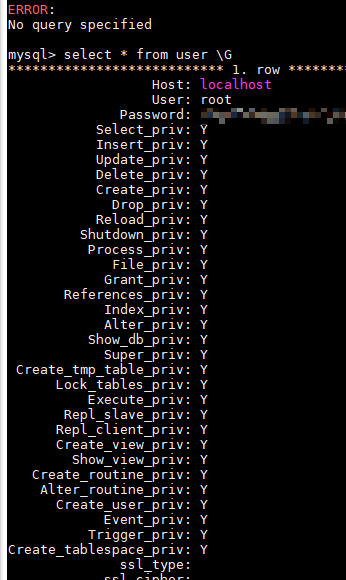 ERROR:
No query specified
mysql> select * from user \G
*************************** 1. row *******
Host: localhost
User: root
Password:
Select_priv: Y
Insert_priv: Y
Update_priv: Y
Delete_priv: Y
Create_priv: Y
Drop_priv: Y
Reload_priv: Y
Shutdown_priv: Y
Process_priv: Y
File_priv: Y
Grant_priv: Y
References_priv: Y
Index_priv: Y
Alter_priv: Y
Show_db_priv: Y
Super_priv: Y
Create_tmp_table_priv: Y
Lock_tables_priv: Y
Execute_priv: Y
Repl_slave_priv: Y
Repl_client_priv: Y
Create_view_priv: Y
Show_view_priv: Y
Create_routine_priv: Y
Alter_routine_priv: Y
Create_user_priv: Y
Event_priv: Y
Trigger_priv: Y
Create_tablespace_priv: Y
ssl_type:
ssl_cipher: